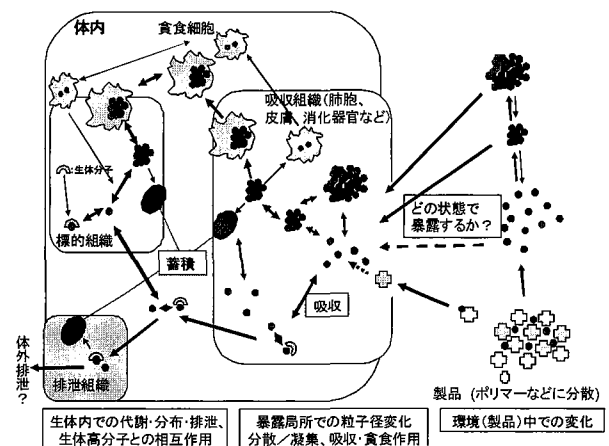 体内
貪食細胞
吸収組織(肺胞、
皮膚、消化器官など)
:生体分子
標的組織
どの状態で
暴露するか？
蓄積
吸収
体外排泄？
排泄組織
製品（ポリマーなどに分散)
生体内での代謝･分布･排泄、
生体高分子との相互作用
暴露局所での粒子径変化
分散／凝集、吸収･貪食作用
環境(製品)中での変化